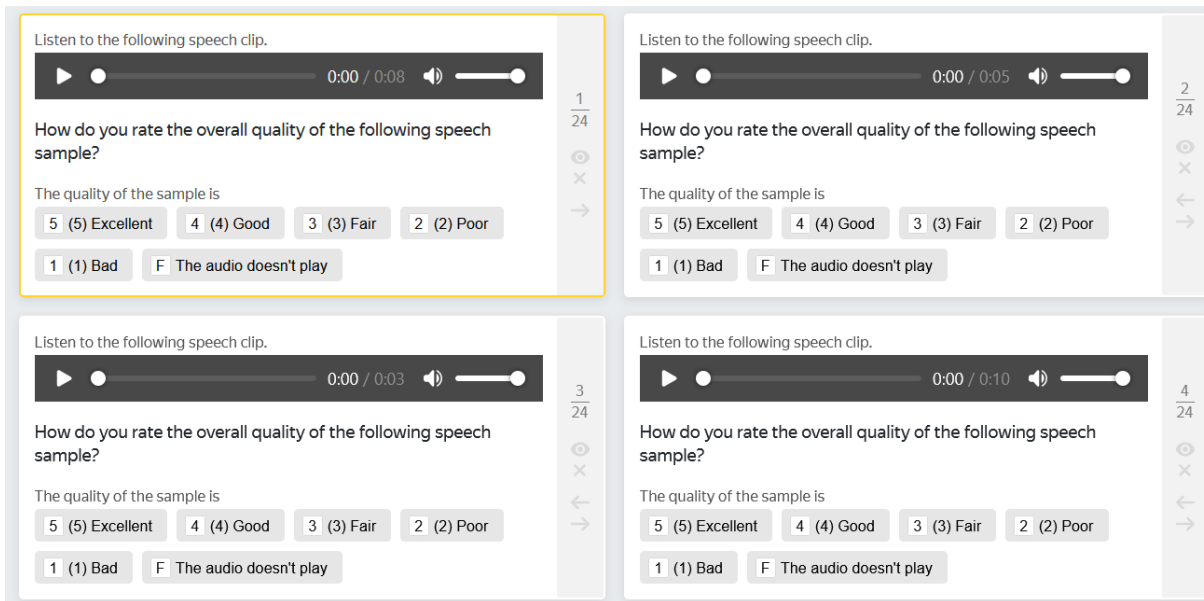 Listen to the following speech clip.
0:00 / 0:08
1
24
How do you rate the overall quality of the following speech
sample?
The quality of the sample is
5 (5) Excellent 4 (4) Good 3 (3) Fair 2 (2) Poor
1 (1) Bad F The audio doesn't play
Listen to the following speech clip.
0:00 / 0:05
2
24
How do you rate the overall quality of the following speech
sample?
The quality of the sample is
5 (5) Excellent 4 (4) Good 3 (3) Fair 2 (2) Poor
1 (1) Bad F The audio doesn't play
Listen to the following speech clip.
0:00 / 0:03
3
24
How do you rate the overall quality of the following speech
sample?
The quality of the sample is
5 (5) Excellent 4 (4) Good 3 (3) Fair 2 (2) Poor
1 (1) Bad F The audio doesn't play
Listen to the following speech clip.
0:00 / 0:10
4
24
How do you rate the overall quality of the following speech
sample?
The quality of the sample is
5 (5) Excellent 4 (4) Good 3 (3) Fair 2 (2) Poor
1 (1) Bad F The audio doesn't play